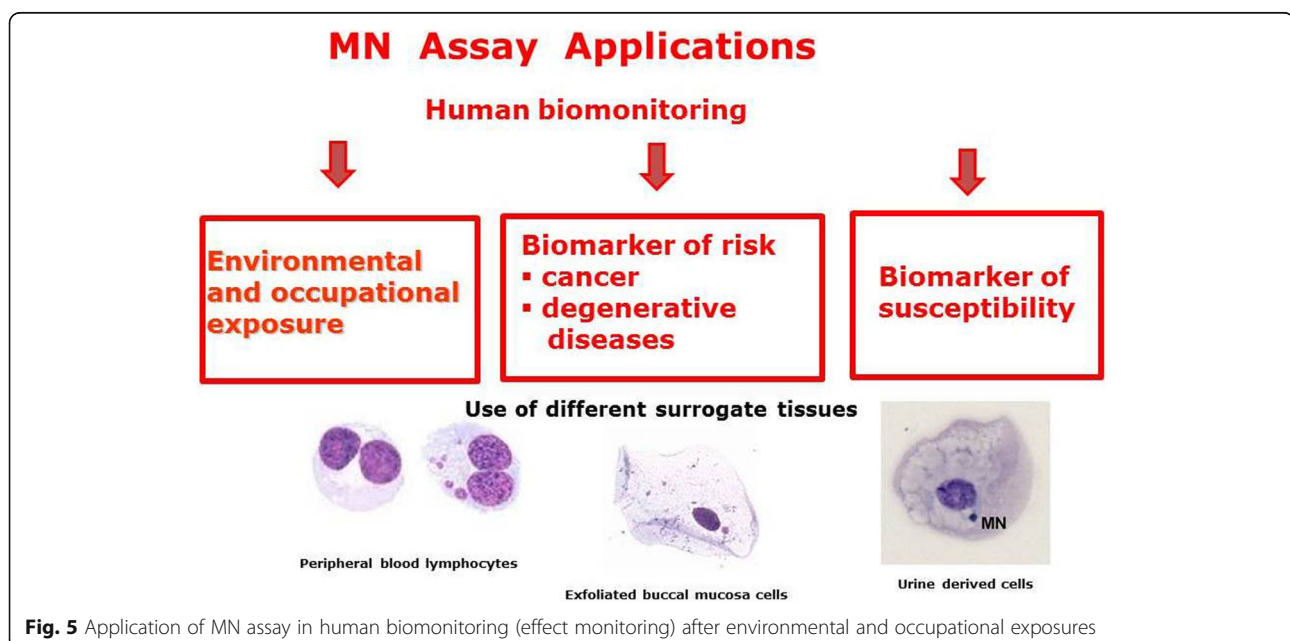 MN Assay Applications
Human biomonitoring
Environmental
and occupational
exposure
Biomarker of risk
▪ cancer
▪ degenerative
diseases
Biomarker of
susceptibility
Use of different surrogate tissues
MN
Peripheral blood lymphocytes
Exfoliated buccal mucosa cells
Urine derived cells
Fig. 5 Application of MN assay in human biomonitoring (effect monitoring) after environmental and occupational exposures